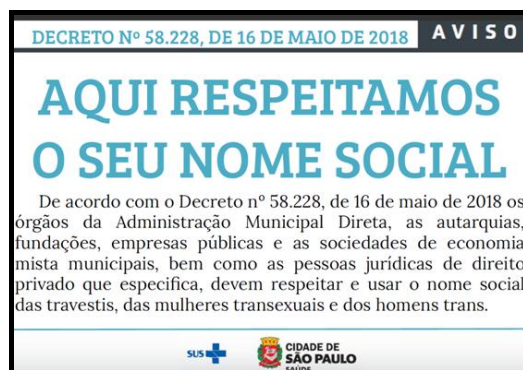 DECRETO Nº 58.228, DE 16 DE MAIO DE 2018 AVISO
AQUI RESPEITAMOS
O SEU NOME SOCIAL
De acordo com o Decreto nº 58.228, de 16 de maio de 2018 os
órgãos da Administração Municipal Direta, as autarquias,
fundações, empresas públicas e as sociedades de economia
mista municipais, bem como as pessoas jurídicas de direito
privado que especifica, devem respeitar e usar o nome social
das travestis, das mulheres transexuais e dos homens trans.
SUS CIDADE DE
SÃO PAULO
SAÚDE